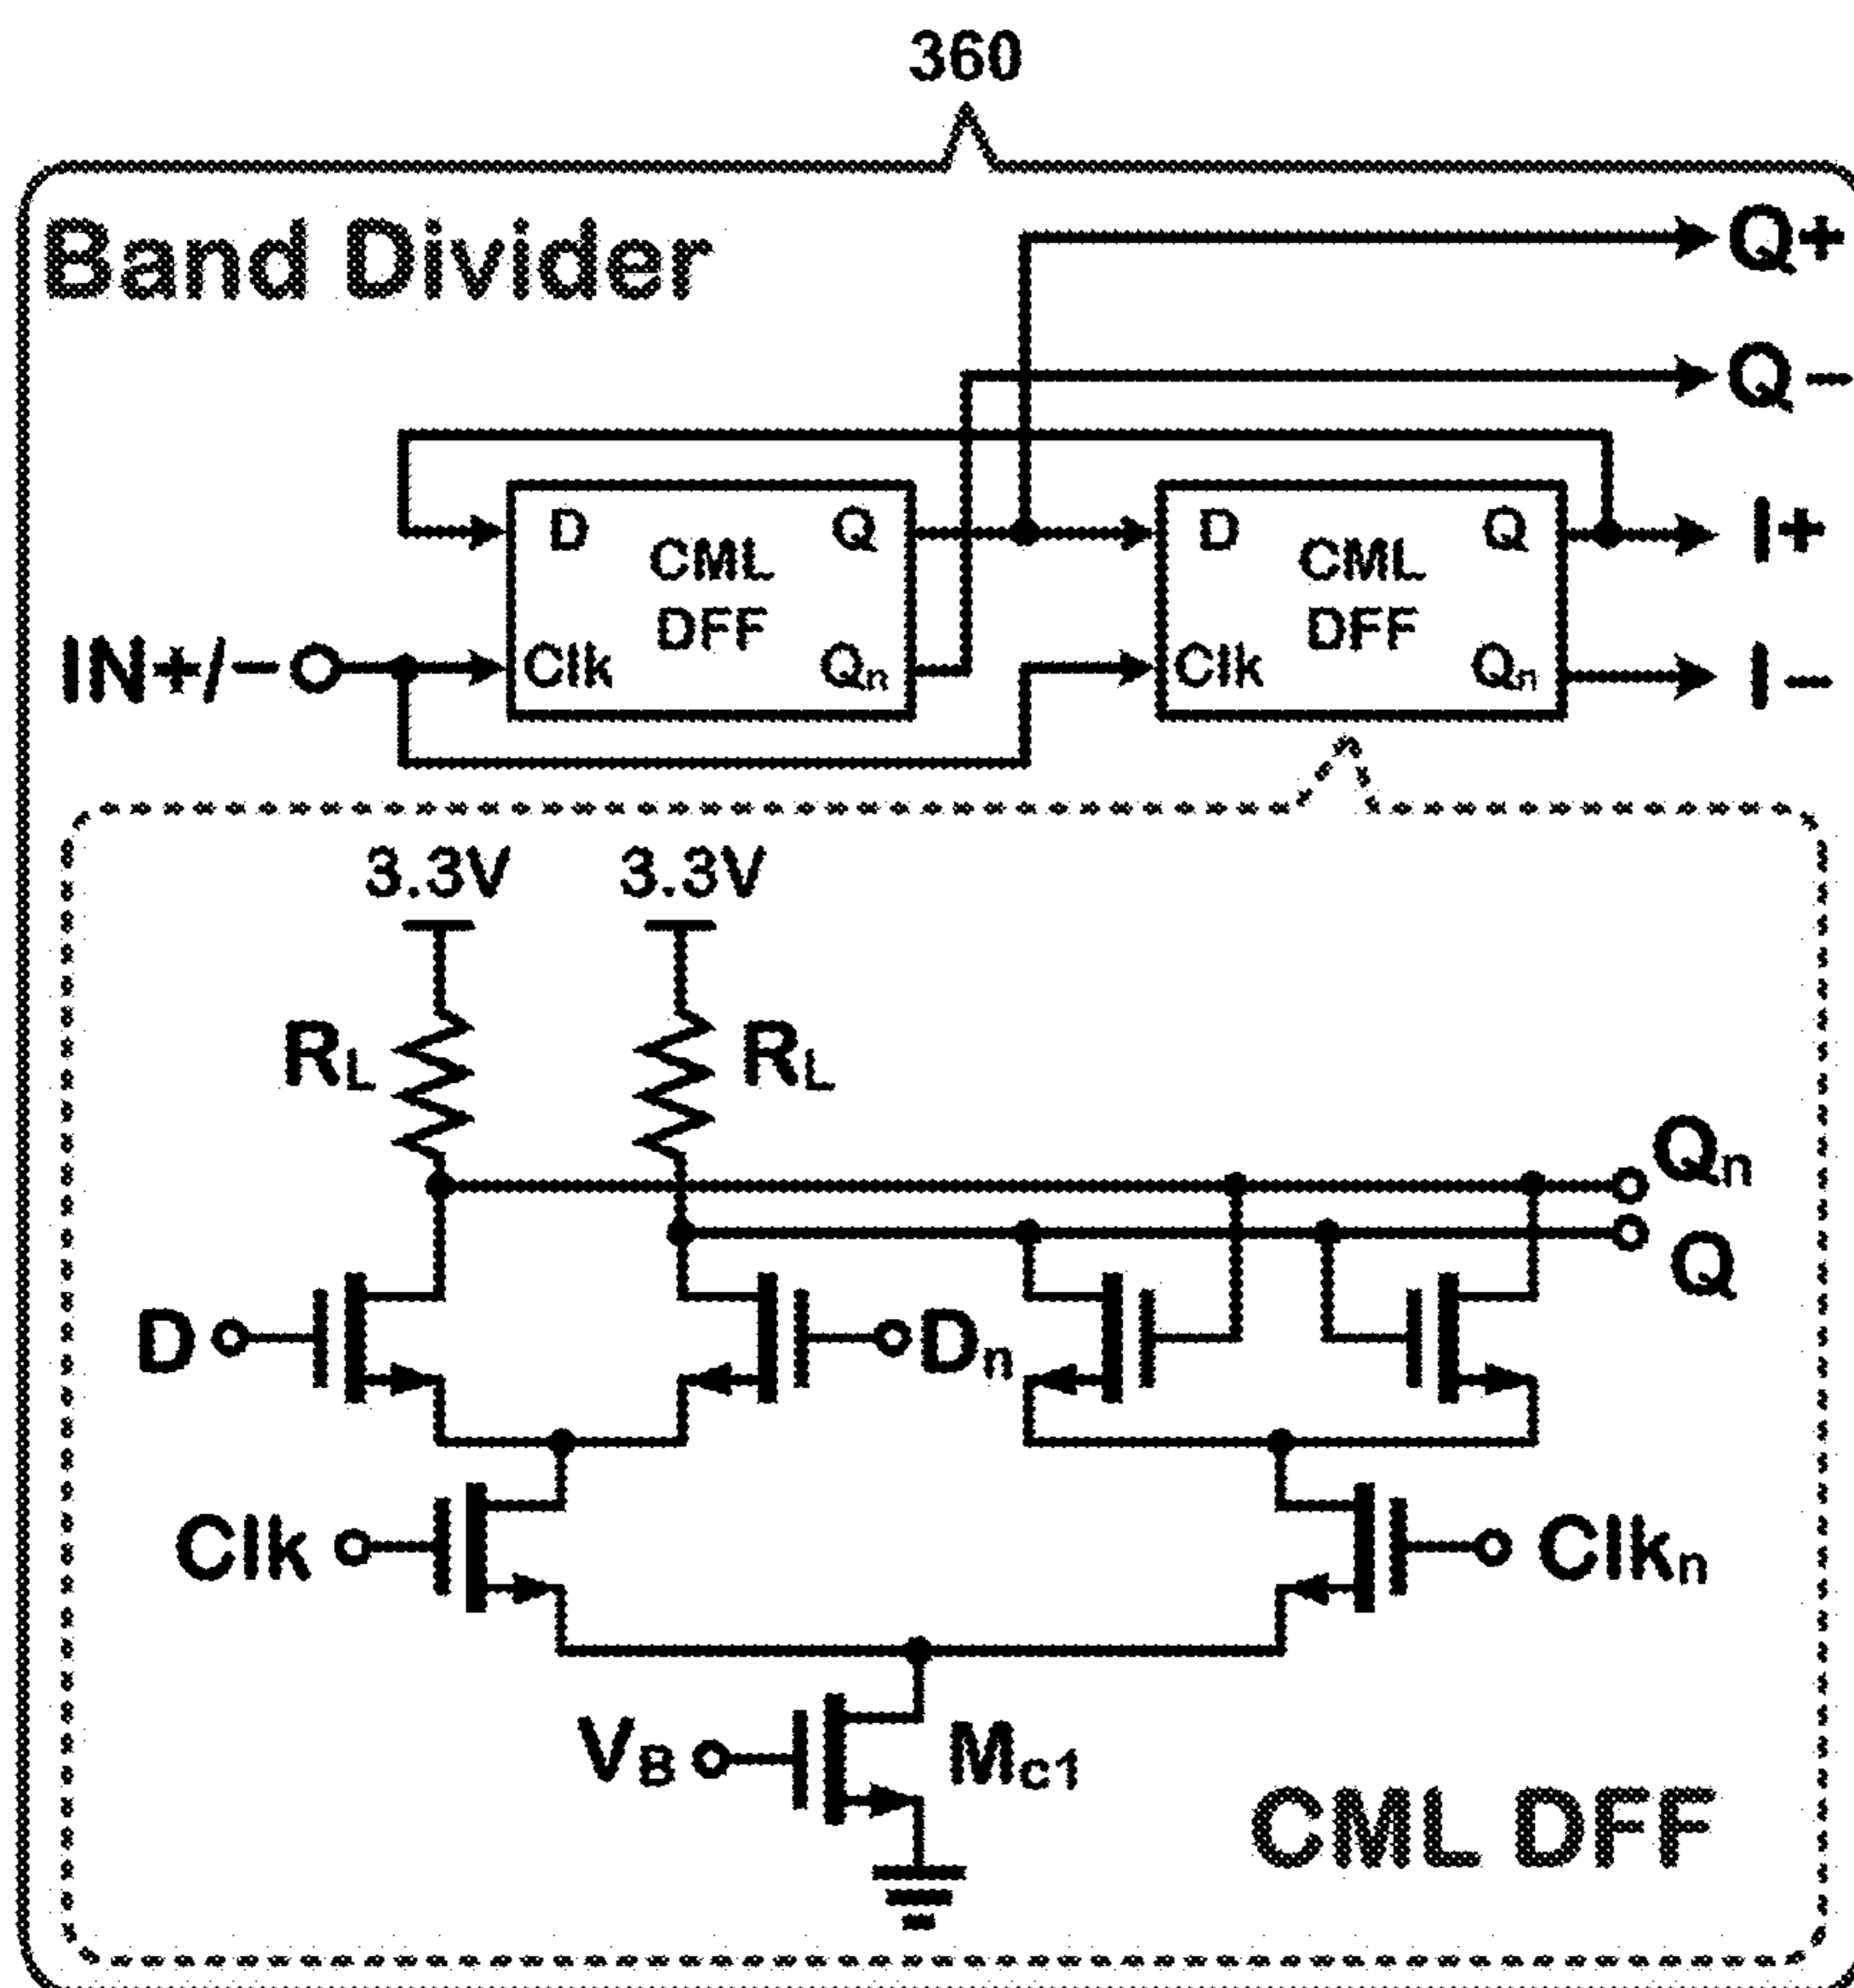 360
Band Divider
Q+
Q−
D Q D Q
CML DFF CML DFF
I+
IN+/− Clk Qn Clk Qn
I−
3.3V 3.3V
RL RL
Qn
Q
D Dn
Clk Clkn
VB Mc1
CML DFF